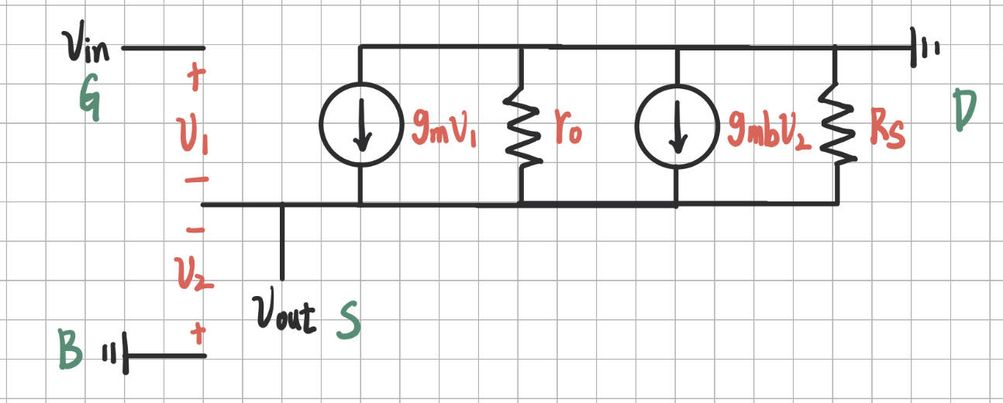 Vin
G
+
V1
−
gmV1
ro
gmbV2
RS
D
−
V2
+
Vout S
B